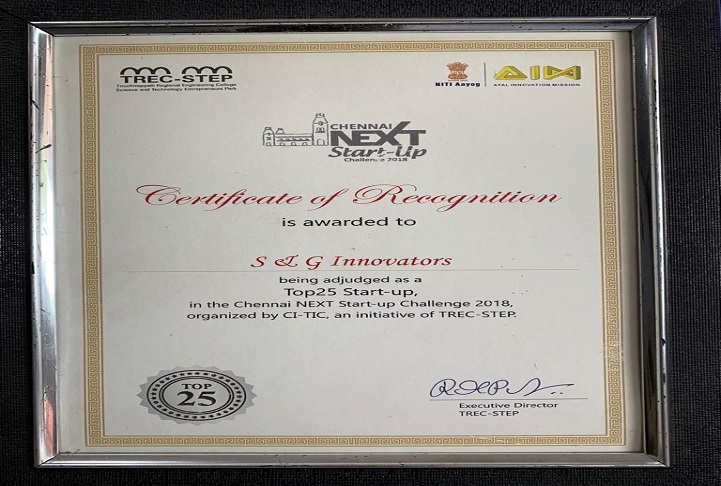 TREC-STEP
Tiruchirappalli Regional Engineering College
Science and Technology Entrepreneurs Park
NITI Aayog
AIM
ATAL INNOVATION MISSION
CHENNAI
NEXT
Start-Up
Challenge 2018
Certificate of Recognition
is awarded to
S & G Innovators
being adjudged as a
Top25 Start-up,
in the Chennai NEXT Start-up Challenge 2018,
organized by CI-TIC, an initiative of TREC-STEP.
TOP
25
Executive Director
TREC-STEP